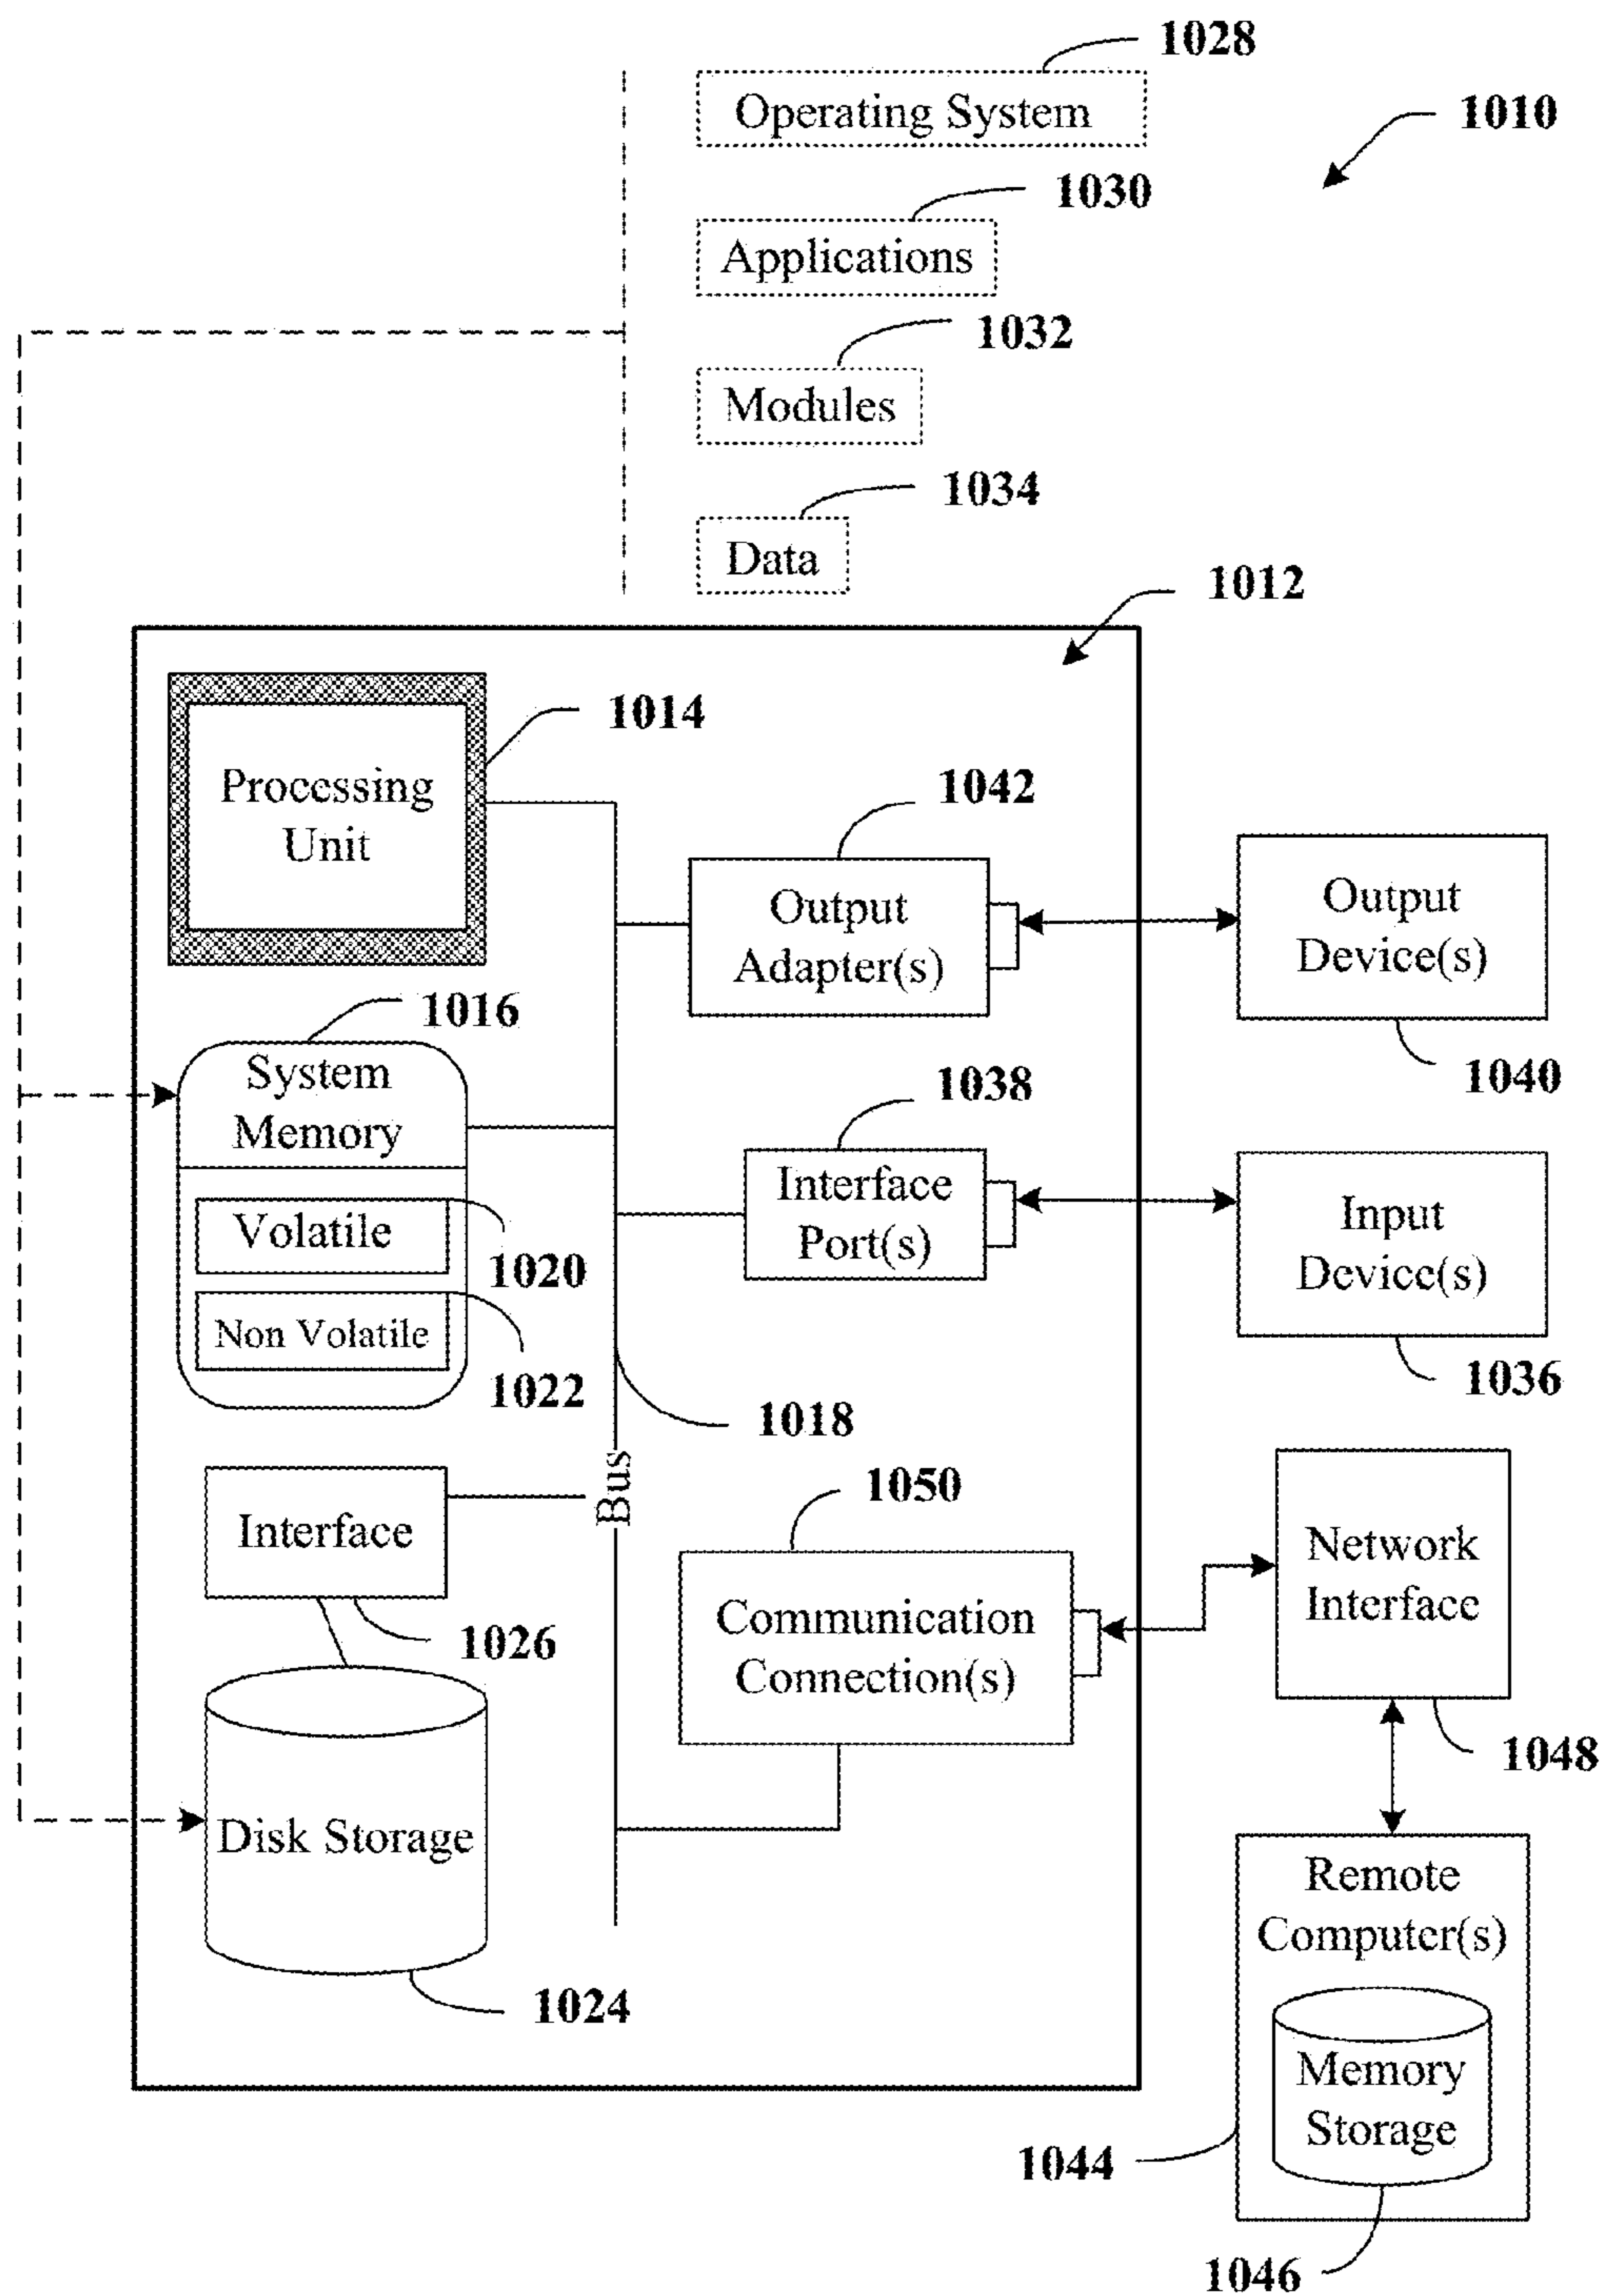 1028
Operating System
1010
1030
Applications
1032
Modules
1034
Data
1012
1014
Processing
Unit
1042
Output
Adapter(s)
Output
Device(s)
1040
1016
System
Memory
Volatile
1020
Non Volatile
1022
1038
Interface
Port(s)
Input
Device(s)
1036
1018
Bus
Interface
1026
1050
Communication
Connection(s)
Network
Interface
1048
Disk Storage
1024
Remote
Computer(s)
Memory
Storage
1044
1046